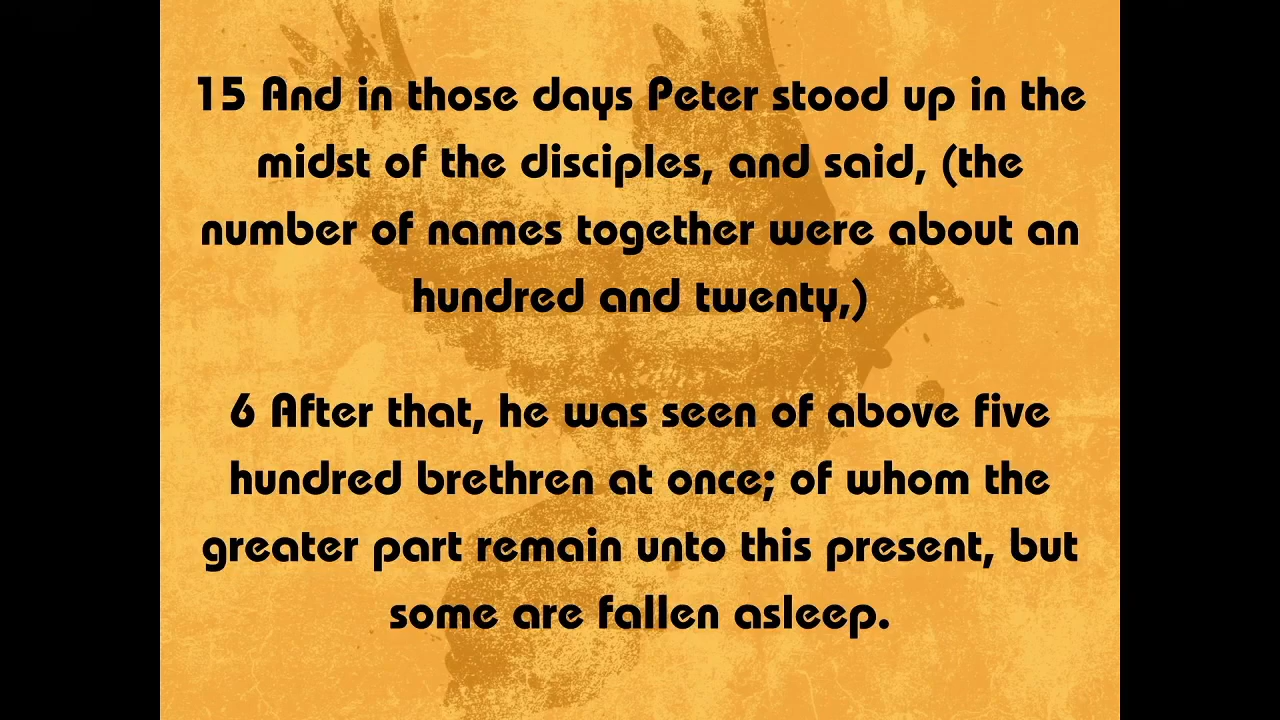 15 And in those days Peter stood up in the
midst of the disciples, and said, (the
number of names together were about an
hundred and twenty,)
6 After that, he was seen of above five
hundred brethren at once; of whom the
greater part remain unto this present, but
some are fallen asleep.